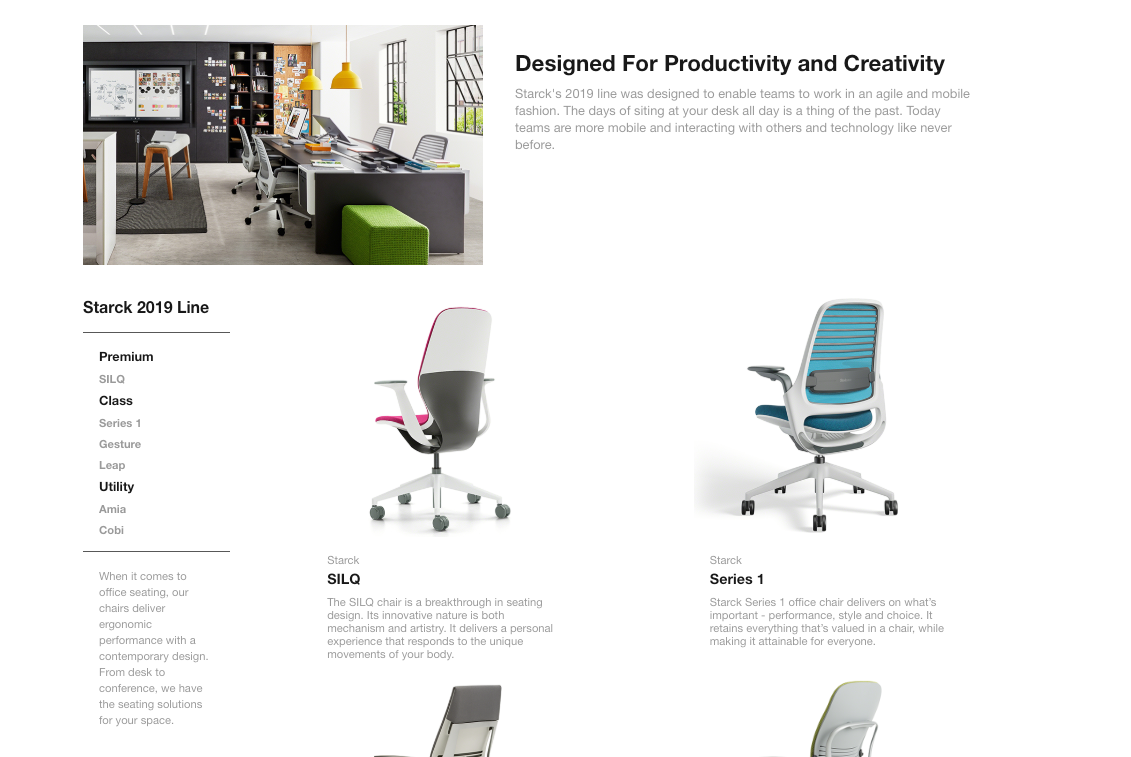 Designed For Productivity and Creativity
Starck's 2019 line was designed to enable teams to work in an agile and mobile
fashion. The days of siting at your desk all day is a thing of the past. Today
teams are more mobile and interacting with others and technology like never
before.
Starck 2019 Line
Premium
SILQ
Class
Series 1
Gesture
Leap
Utility
Amia
Cobi
When it comes to
office seating, our
chairs deliver
ergonomic
performance with a
contemporary design.
From desk to
conference, we have
the seating solutions
for your space.
Starck
SILQ
The SILQ chair is a breakthrough in seating
design. Its innovative nature is both
mechanism and artistry. It delivers a personal
experience that responds to the unique
movements of your body.
Starck
Series 1
Starck Series 1 office chair delivers on what’s
important - performance, style and choice. It
retains everything that’s valued in a chair, while
making it attainable for everyone.